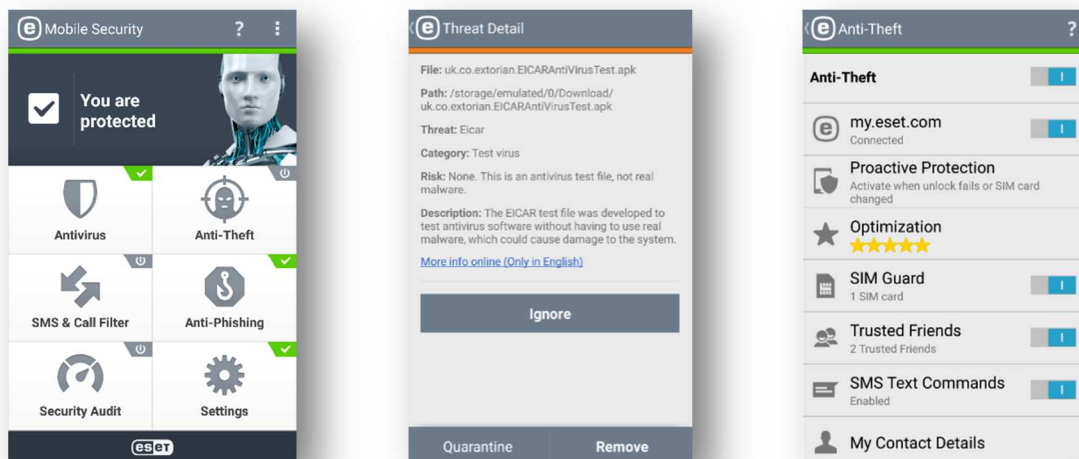 e Mobile Security ?
You are
protected
Antivirus
Anti-Theft
SMS & Call Filter
Anti-Phishing
Security Audit
Settings
eset
e Threat Detail
File: uk.co.extorian.EICARAntiVirusTest.apk
Path: /storage/emulated/0/Download/
uk.co.extorian.EICARAntiVirusTest.apk
Threat: Eicar
Category: Test virus
Risk: None. This is an antivirus test file, not real
malware.
Description: The EICAR test file was developed to
test antivirus software without having to use real
malware, which could cause damage to the system.
More info online (Only in English)
Ignore
Quarantine
Remove
e Anti-Theft ?
Anti-Theft
my.eset.com
Connected
Proactive Protection
Activate when unlock fails or SIM card
changed
Optimization
SIM Guard
1 SIM card
Trusted Friends
2 Trusted Friends
SMS Text Commands
Enabled
My Contact Details